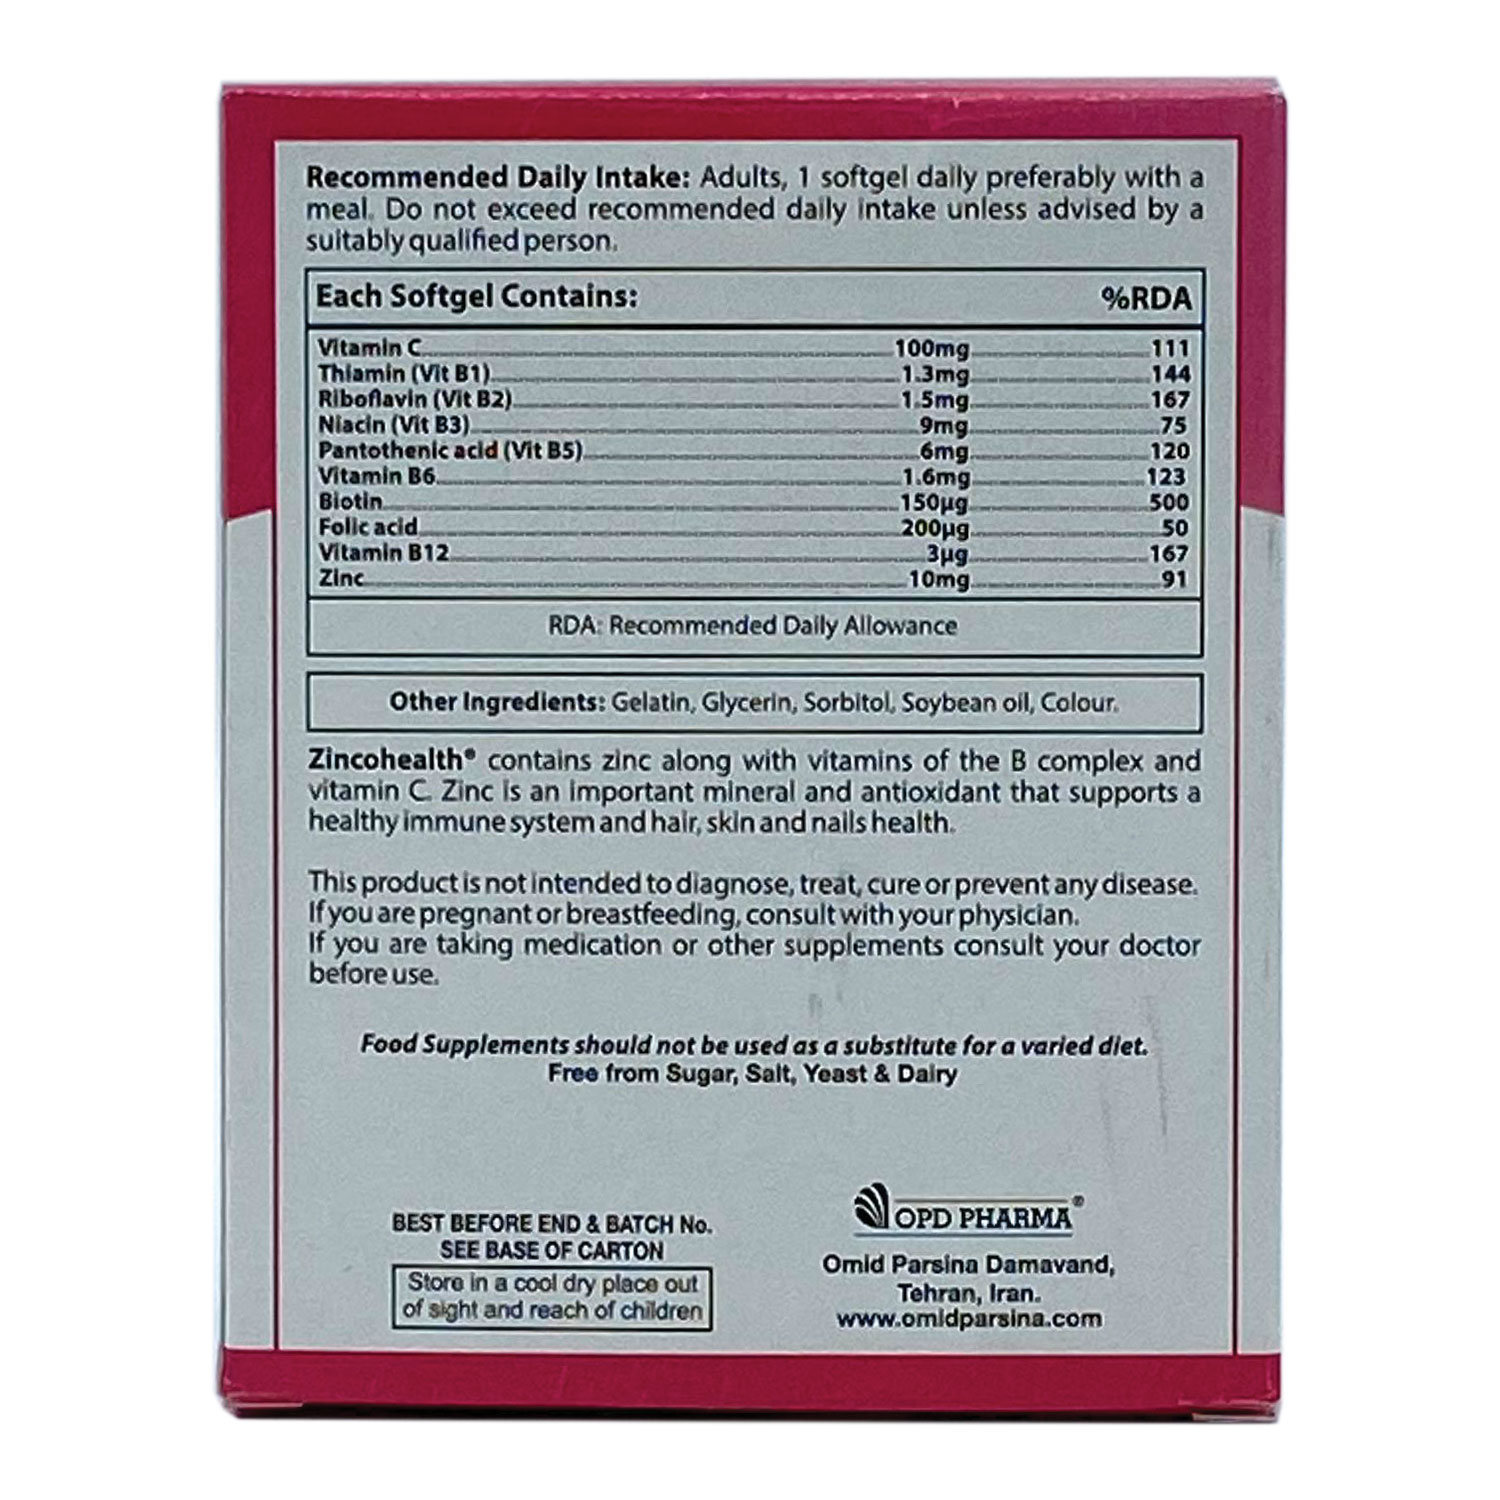 Recommended Daily Intake: Adults, 1 softgel daily preferably with a
meal. Do not exceed recommended daily intake unless advised by a
suitably qualified person.
Each Softgel Contains: %RDA
Vitamin C 100mg 111
Thiamin (Vit B1) 1.3mg 144
Riboflavin (Vit B2) 1.5mg 167
Niacin (Vit B3) 9mg 75
Pantothenic acid (Vit B5) 6mg 120
Vitamin B6 1.6mg 123
Biotin 150µg 500
Folic acid 200µg 50
Vitamin B12 3µg 167
Zinc 10mg 91
RDA: Recommended Daily Allowance
Other Ingredients: Gelatin, Glycerin, Sorbitol, Soybean oil, Colour.
Zincohealth® contains zinc along with vitamins of the B complex and
vitamin C. Zinc is an important mineral and antioxidant that supports a
healthy immune system and hair, skin and nails health.
This product is not intended to diagnose, treat, cure or prevent any disease.
If you are pregnant or breastfeeding, consult with your physician.
If you are taking medication or other supplements consult your doctor
before use.
Food Supplements should not be used as a substitute for a varied diet.
Free from Sugar, Salt, Yeast & Dairy
BEST BEFORE END & BATCH No.
SEE BASE OF CARTON
Store in a cool dry place out
of sight and reach of children
OPD PHARMA®
Omid Parsina Damavand,
Tehran, Iran.
www.omidparsina.com